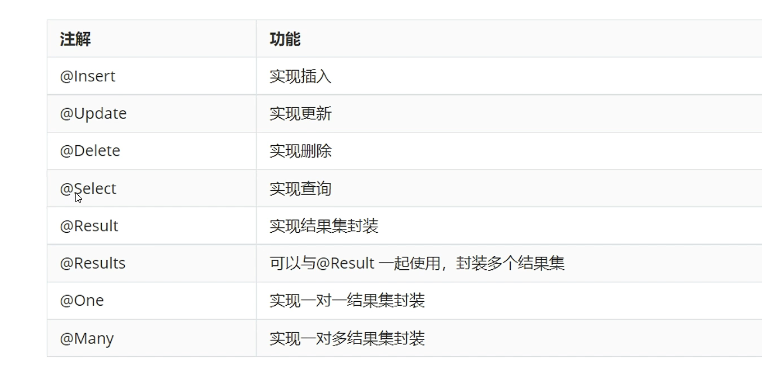 注解 功能
@Insert 实现插入
@Update 实现更新
@Delete 实现删除
@Select 实现查询
@Result 实现结果集封装
@Results 可以与@Result 一起使用，封装多个结果集
@One 实现一对一结果集封装
@Many 实现一对多结果集封装